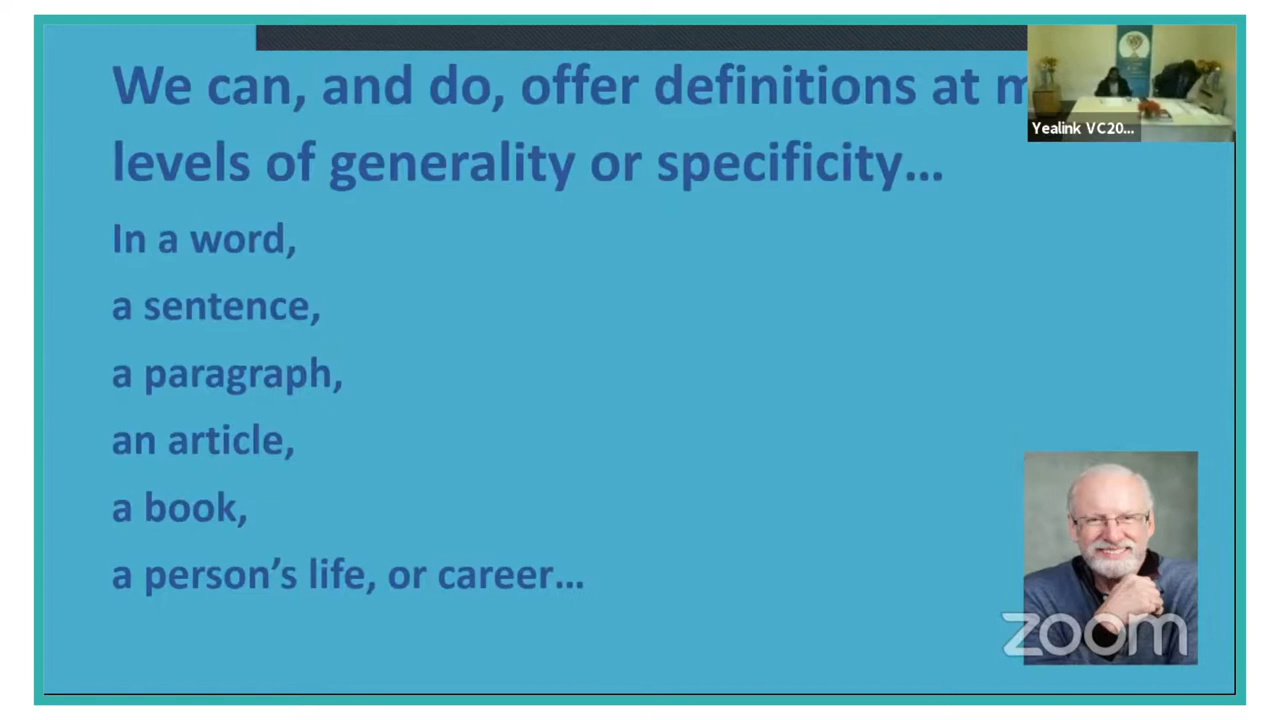 We can, and do, offer definitions at
levels of generality or specificity…
In a word,
a sentence,
a paragraph,
an article,
a book,
a person’s life, or career…
Yealink VC20...
zoom